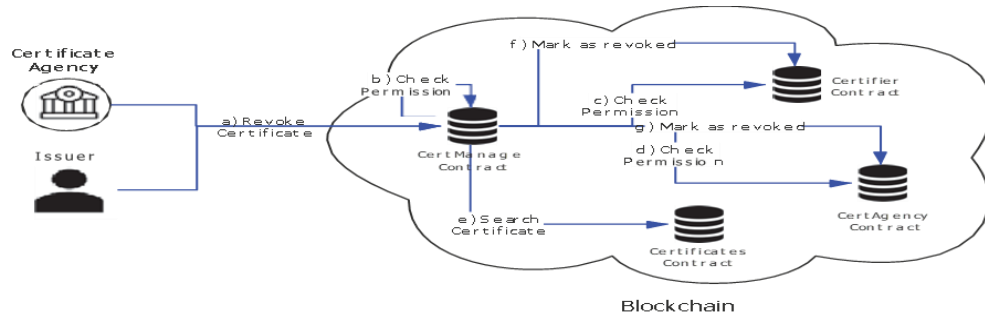 Certificate
Agency
Issuer
a) Revoke
Certificate
b) Check
Permission
CertManage
Contract
f) Mark as revoked
c) Check
Permission
Certifier
Contract
g) Mark as revoked
d) Check
Permission
CertAgency
Contract
e) Search
Certificate
Certificates
Contract
Blockchain